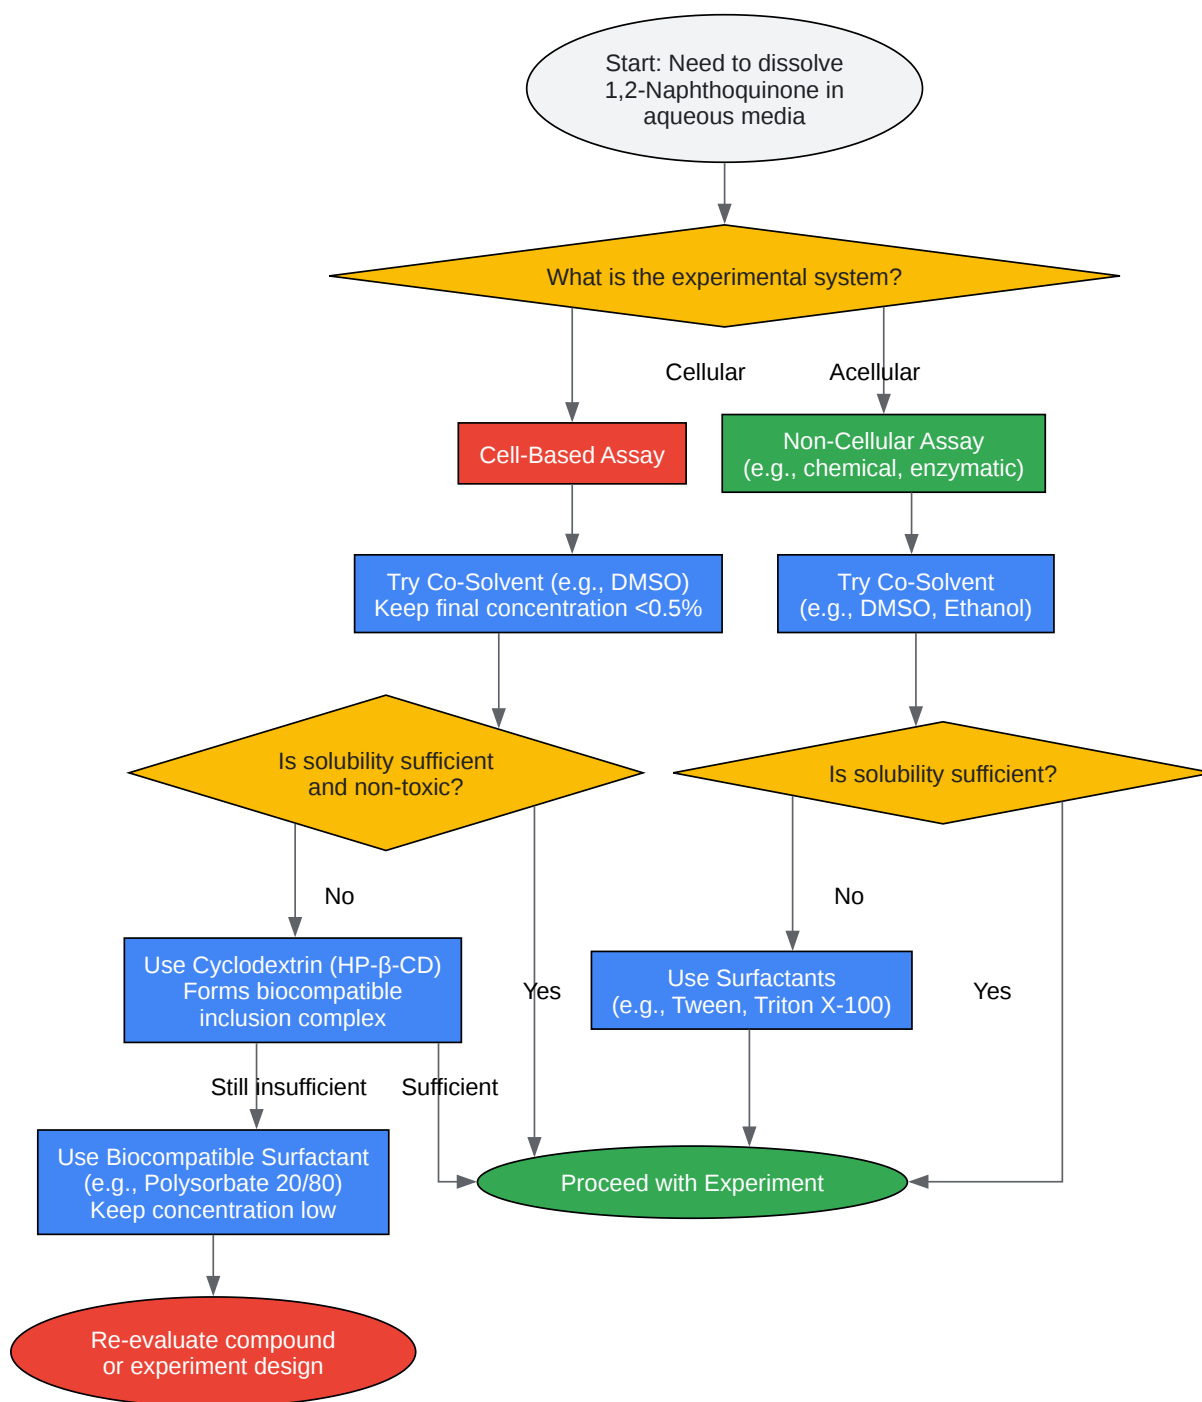 Start: Need to dissolve
1,2-Naphthoquinone in
aqueous media
What is the experimental system?
Cellular
Acellular
Cell-Based Assay
Non-Cellular Assay
(e.g., chemical, enzymatic)
Try Co-Solvent (e.g., DMSO)
Keep final concentration <0.5%
Try Co-Solvent
(e.g., DMSO, Ethanol)
Is solubility sufficient
and non-toxic?
Is solubility sufficient?
No
No
Use Cyclodextrin (HP-β-CD)
Forms biocompatible
inclusion complex
Yes
Use Surfactants
(e.g., Tween, Triton X-100)
Yes
Still insufficient
Sufficient
Use Biocompatible Surfactant
(e.g., Polysorbate 20/80)
Keep concentration low
Proceed with Experiment
Re-evaluate compound
or experiment design